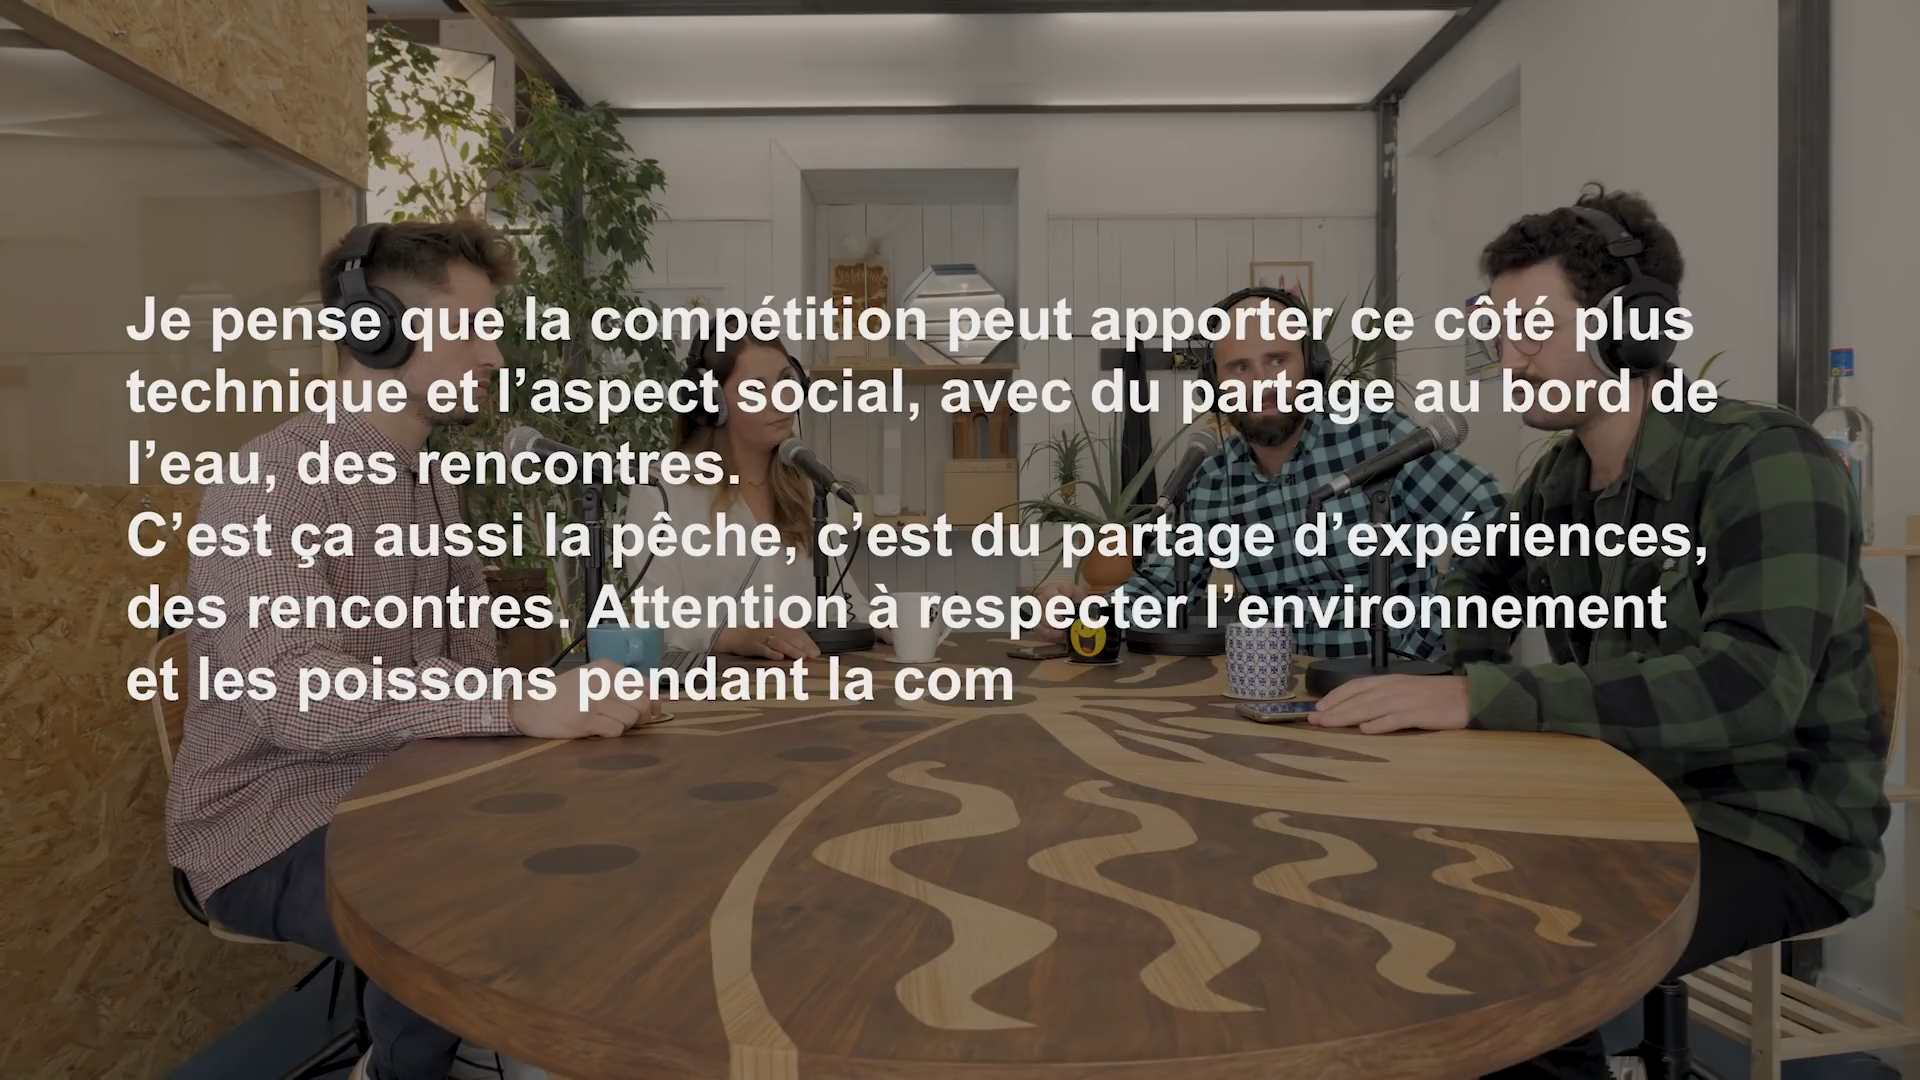 Je pense que la compétition peut apporter ce côté plus
technique et l’aspect social, avec du partage au bord de
l’eau, des rencontres.
C’est ça aussi la pêche, c’est du partage d’expériences,
des rencontres. Attention à respecter l’environnement
et les poissons pendant la com